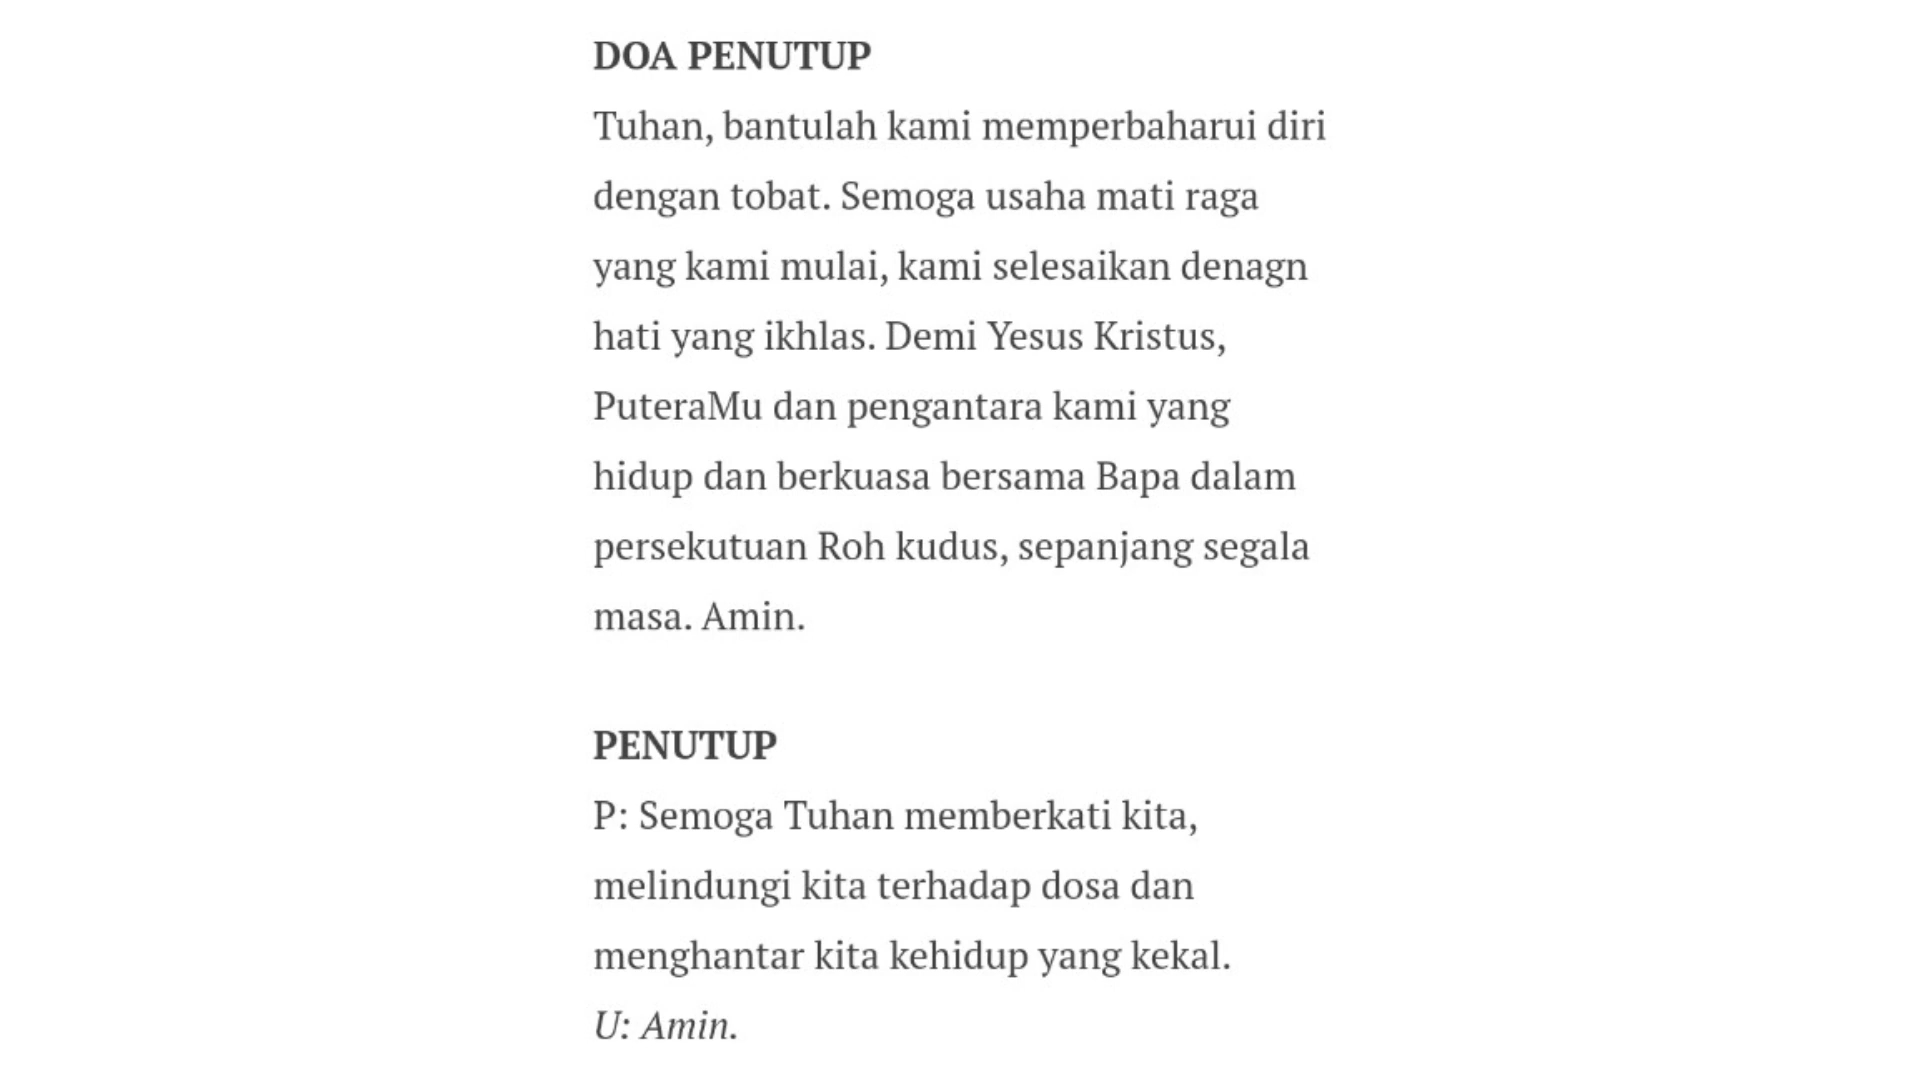 DOA PENUTUP
Tuhan, bantulah kami memperbaharui diri
dengan tobat. Semoga usaha mati raga
yang kami mulai, kami selesaikan denagn
hati yang ikhlas. Demi Yesus Kristus,
PuteraMu dan pengantara kami yang
hidup dan berkuasa bersama Bapa dalam
persekutuan Roh kudus, sepanjang segala
masa. Amin.
PENUTUP
P: Semoga Tuhan memberkati kita,
melindungi kita terhadap dosa dan
menghantar kita kehidup yang kekal.
U: Amin.